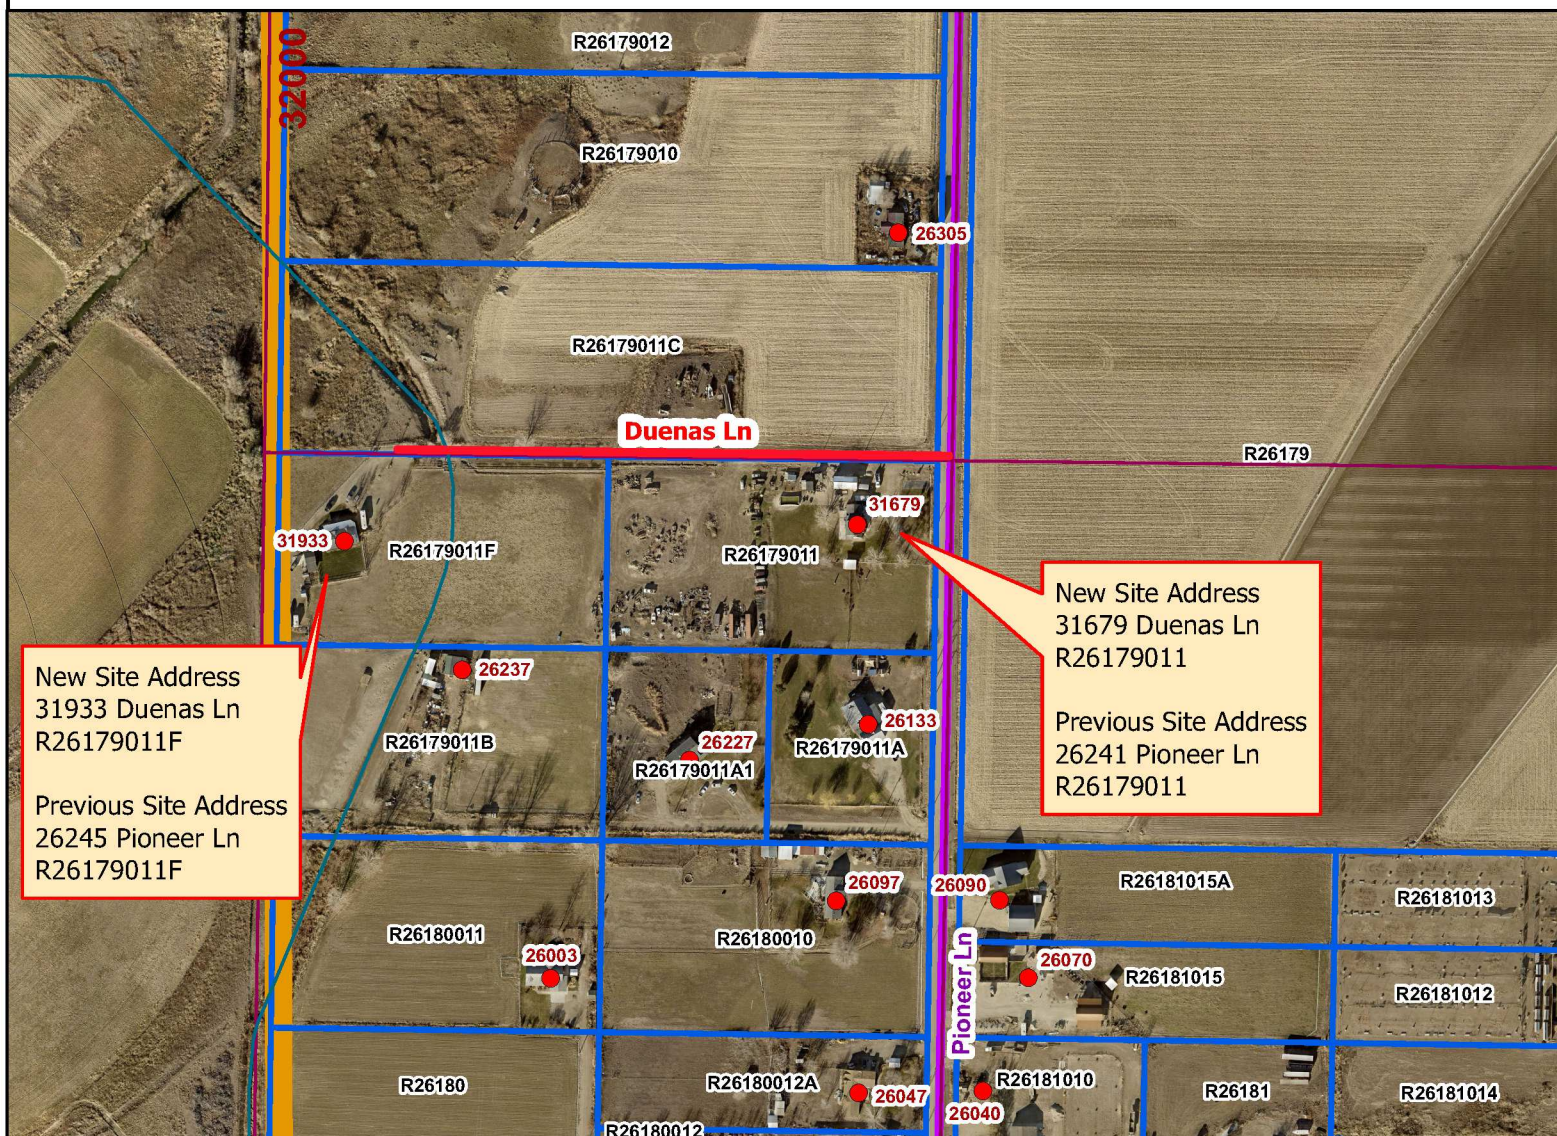 32000
R26179012
R26179010
26305
R26179011C
Duenas Ln
R26179
31679
31933
R26179011F
R26179011
New Site Address
31679 Duenas Ln
R26179011
Previous Site Address
26241 Pioneer Ln
R26179011
New Site Address
31933 Duenas Ln
R26179011F
Previous Site Address
26245 Pioneer Ln
R26179011F
26237
R26179011B
26227
R26179011A1
26133
R26179011A
26097
26090
R26181015A
R26181013
R26180011
R26180010
26003
Pioneer Ln
26070
R26181015
R26181012
R26180
R26180012A
26047
R26181010
26040
R26181
R26181014
R26180012